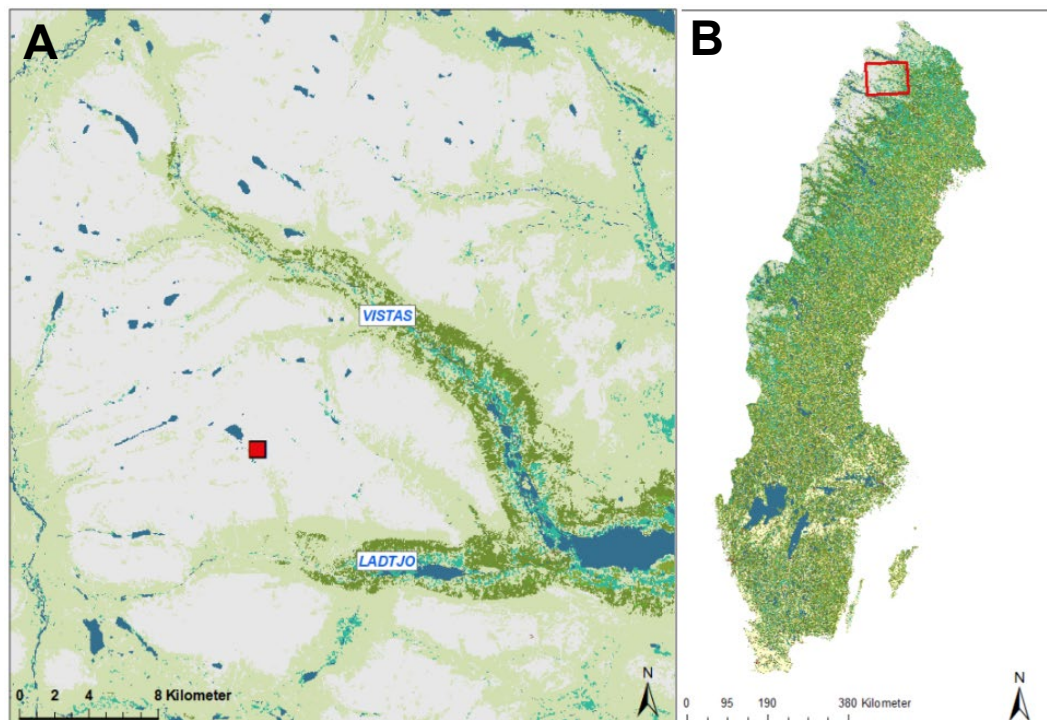 A
B
VISTAS
LADTJO
N
0 2 4 8 Kilometer
N
0 95 190 380 Kilometer